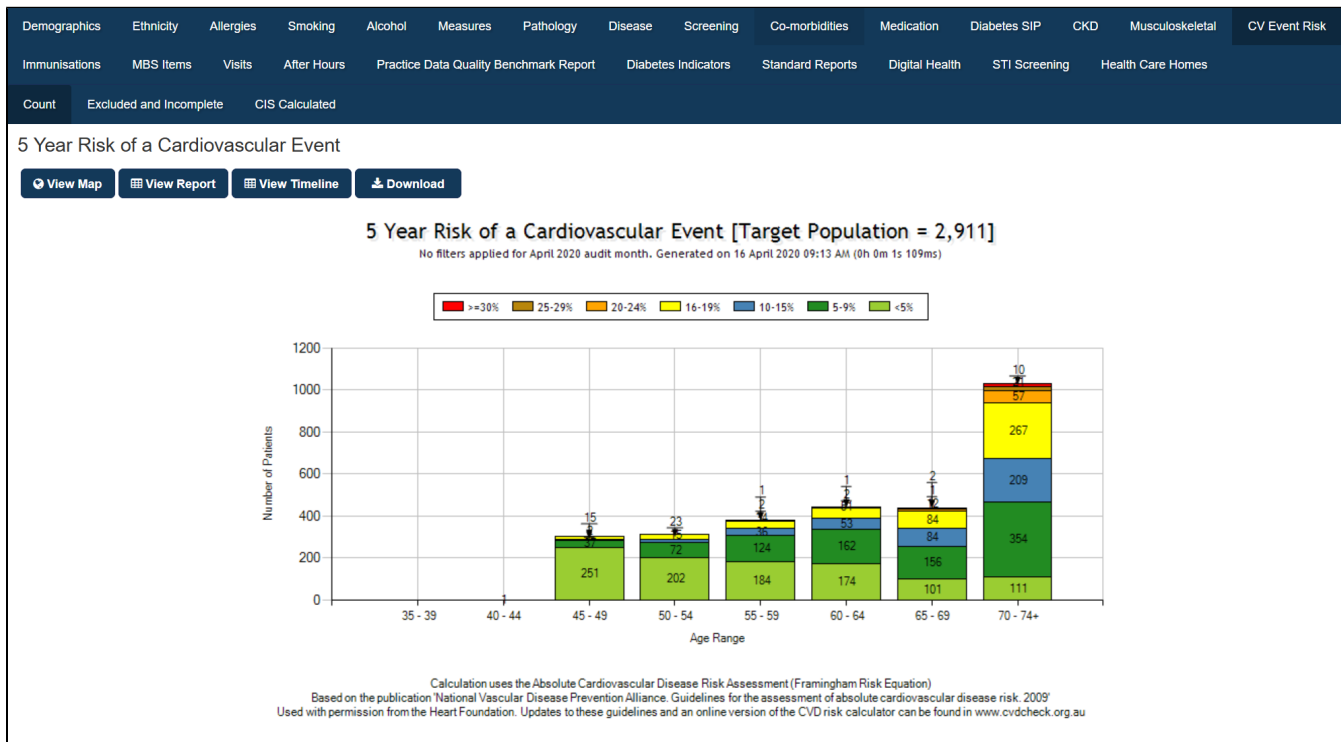 Demographics Ethnicity Allergies Smoking Alcohol Measures Pathology Disease Screening Co-morbidities Medication Diabetes SIP CKD Musculoskeletal CV Event Risk
Immunisations MBS Items Visits After Hours Practice Data Quality Benchmark Report Diabetes Indicators Standard Reports Digital Health STI Screening Health Care Homes
Count Excluded and Incomplete CIS Calculated
5 Year Risk of a Cardiovascular Event
View Map View Report View Timeline Download
5 Year Risk of a Cardiovascular Event [Target Population = 2,911]
No filters applied for April 2020 audit month. Generated on 16 April 2020 09:13 AM (0h 0m 1s 109ms)
>=30% 25-29% 20-24% 16-19% 10-15% 5-9% <5%
1200
1000
800
600
400
200
0
Number of Patients
1
15
37
251
23
72
202
1
2
36
124
184
1
2
53
162
174
2
1
84
84
156
101
10
57
267
209
354
111
35 - 39 40 - 44 45 - 49 50 - 54 55 - 59 60 - 64 65 - 69 70 - 74+
Age Range
Calculation uses the Absolute Cardiovascular Disease Risk Assessment (Framingham Risk Equation)
Based on the publication 'National Vascular Disease Prevention Alliance. Guidelines for the assessment of absolute cardiovascular disease risk. 2009'
Used with permission from the Heart Foundation. Updates to these guidelines and an online version of the CVD risk calculator can be found in www.cvdcheck.org.au